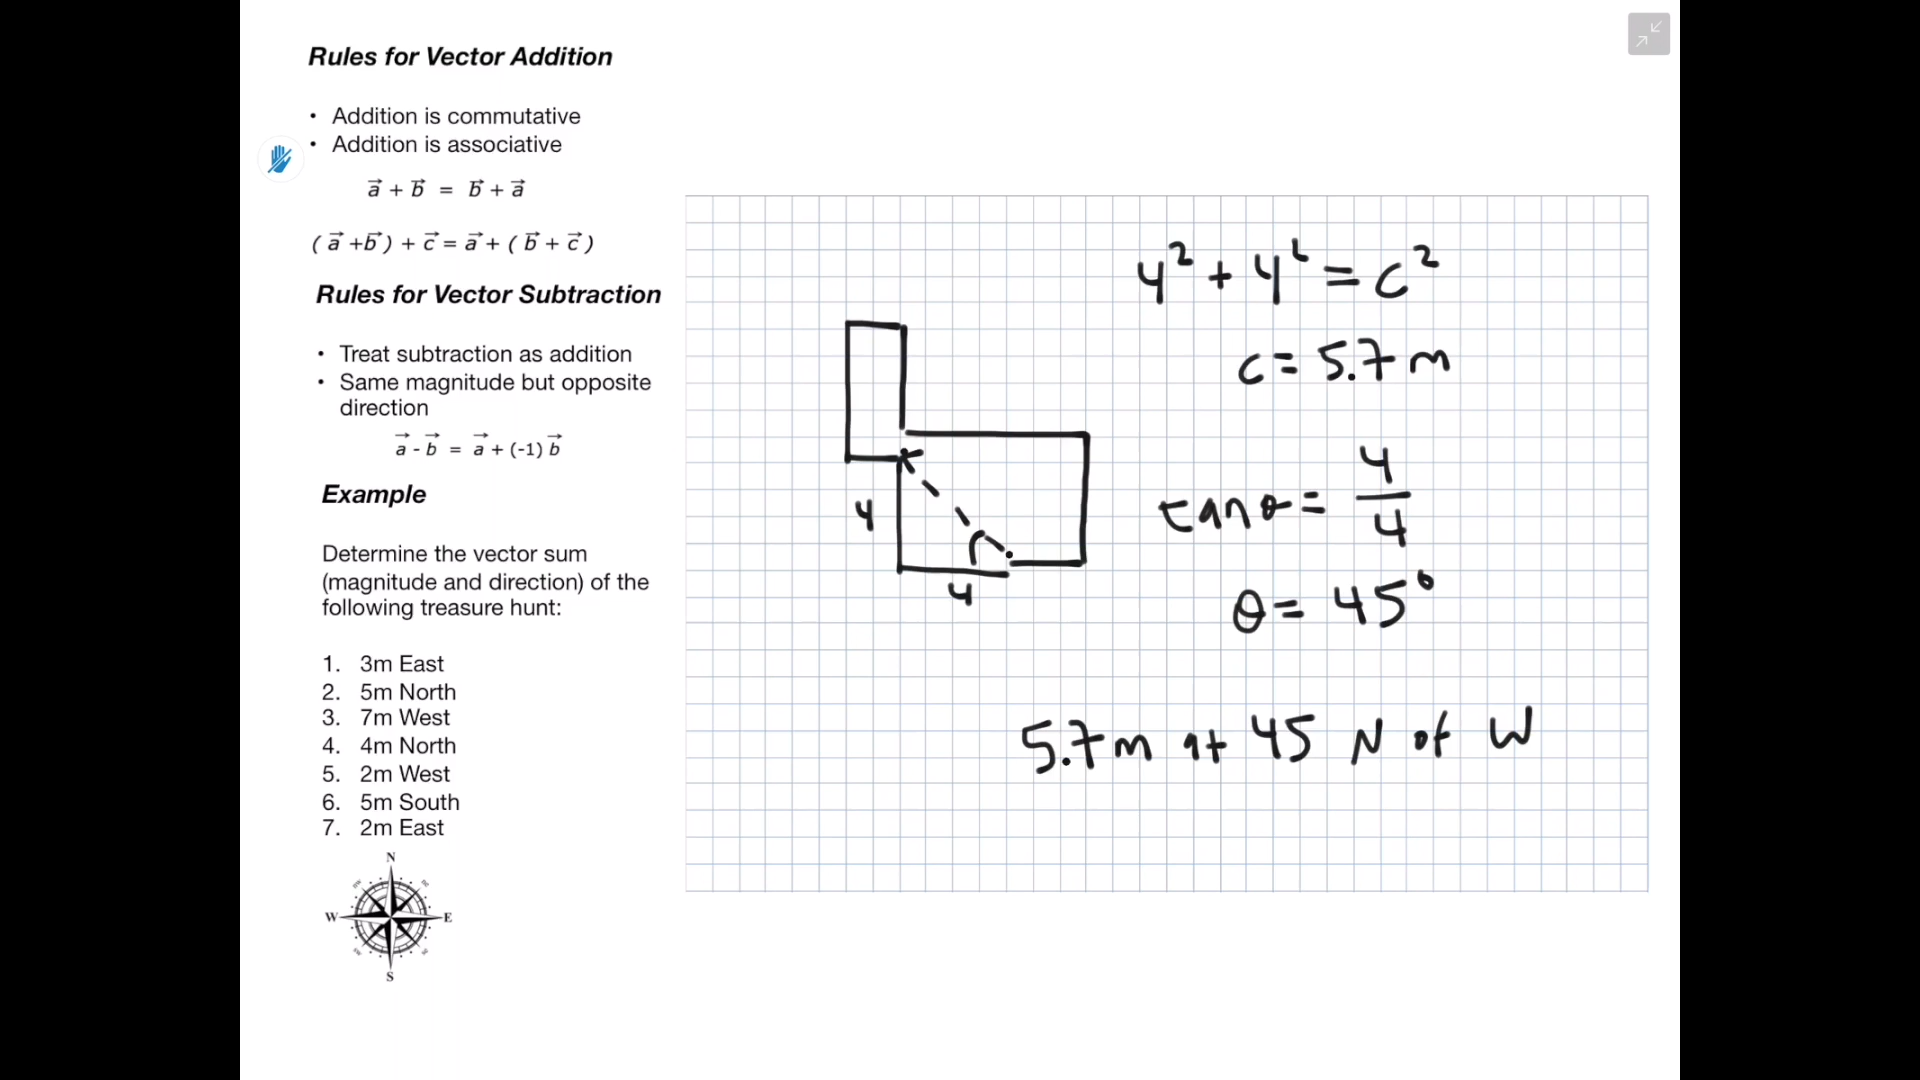 Rules for Vector Addition
• Addition is commutative
• Addition is associative
a⃗ + b⃗ = b⃗ + a⃗
( a⃗ +b⃗ ) + c⃗ = a⃗ + ( b⃗ + c⃗ )
Rules for Vector Subtraction
• Treat subtraction as addition
• Same magnitude but opposite
direction
a⃗ - b⃗ = a⃗ + (-1) b⃗
Example
Determine the vector sum
(magnitude and direction) of the
following treasure hunt:
1. 3m East
2. 5m North
3. 7m West
4. 4m North
5. 2m West
6. 5m South
7. 2m East
N
W E
S
4
4
4² + 4² = c²
c = 5.7 m
tan θ = 4/4
θ = 45°
5.7m at 45 N of W